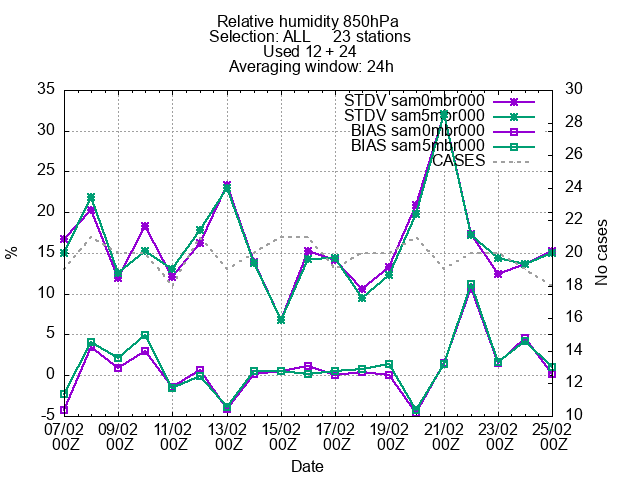 Relative humidity 850hPa
Selection: ALL 23 stations
Used 12 + 24
Averaging window: 24h
35 30
STDV sam0mbr000
STDV sam5mbr000
BIAS sam0mbr000
BIAS sam5mbr000
CASES
30 28
25 26
20 24
15 22
10 20
5 18
0 16
-5 14
12
10
%
No cases
07/02 09/02 11/02 13/02 15/02 17/02 19/02 21/02 23/02 25/02
00Z 00Z 00Z 00Z 00Z 00Z 00Z 00Z 00Z 00Z
Date